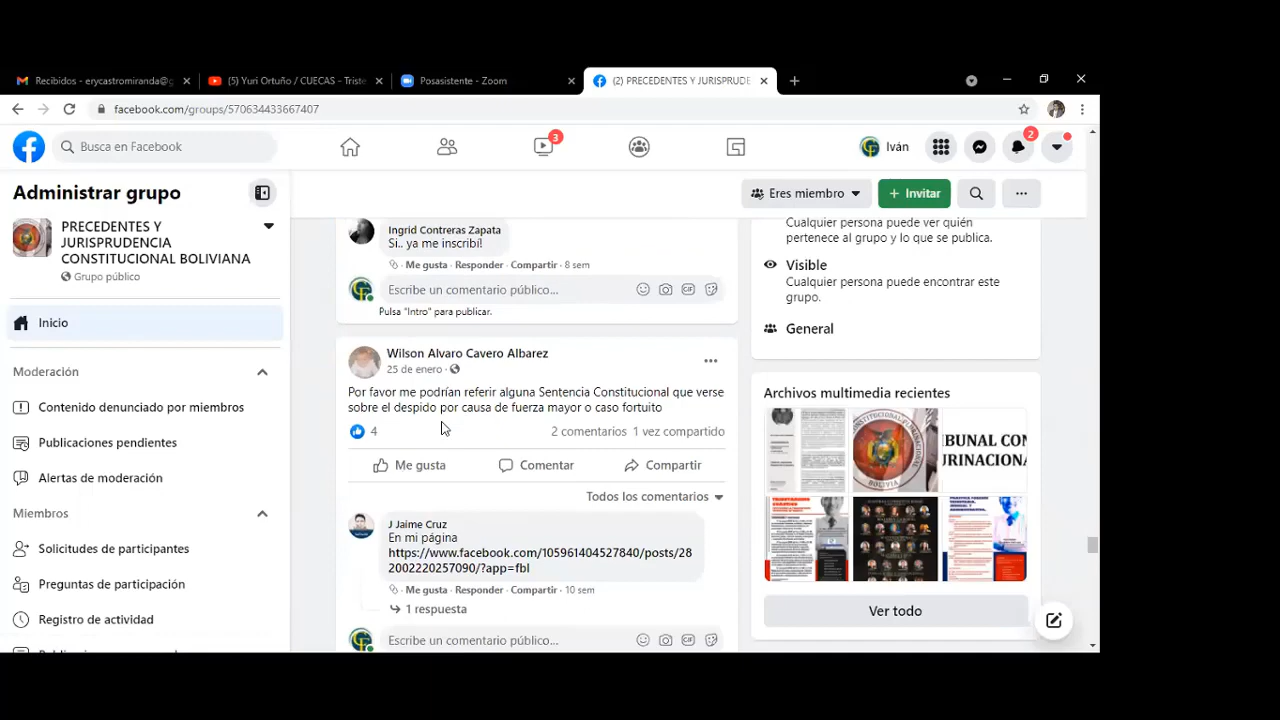 Recibidos - erycastromiranda@g
(5) Yuri Ortuño / CUECAS - Triste
Posasistente - Zoom
(2) PRECEDENTES Y JURISPRUDE
facebook.com/groups/570634433667407
Busca en Facebook
3
Iván
2
Administrar grupo
PRECEDENTES Y
JURISPRUDENCIA
CONSTITUCIONAL BOLIVIANA
Grupo público
Inicio
Moderación
Contenido denunciado por miembros
Publicaciones pendientes
Alertas de moderación
Miembros
Solicitudes de participantes
Preguntas de participación
Registro de actividad
Eres miembro
+ Invitar
Ingrid Contreras Zapata
Si.. ya me inscribí!
Me gusta · Responder · Compartir · 8 sem
Escribe un comentario público...
Pulsa "Intro" para publicar.
Wilson Alvaro Cavero Albarez
25 de enero ·
Por favor me podrían referir alguna Sentencia Constitucional que verse
sobre el despido por causa de fuerza mayor o caso fortuito
4
2 comentarios 1 vez compartido
Me gusta
Comentar
Compartir
Todos los comentarios
J Jaime Cruz
En mi página
https://www.facebook.com/105961404527840/posts/25
2002220257090/?app=fbl
Me gusta · Responder · Compartir · 10 sem
1 respuesta
Escribe un comentario público...
Cualquier persona puede ver quién
pertenece al grupo y lo que se publica.
Visible
Cualquier persona puede encontrar este
grupo.
General
Archivos multimedia recientes
BUNAL CON
URINACIONA
BOLIVIA
Ver todo